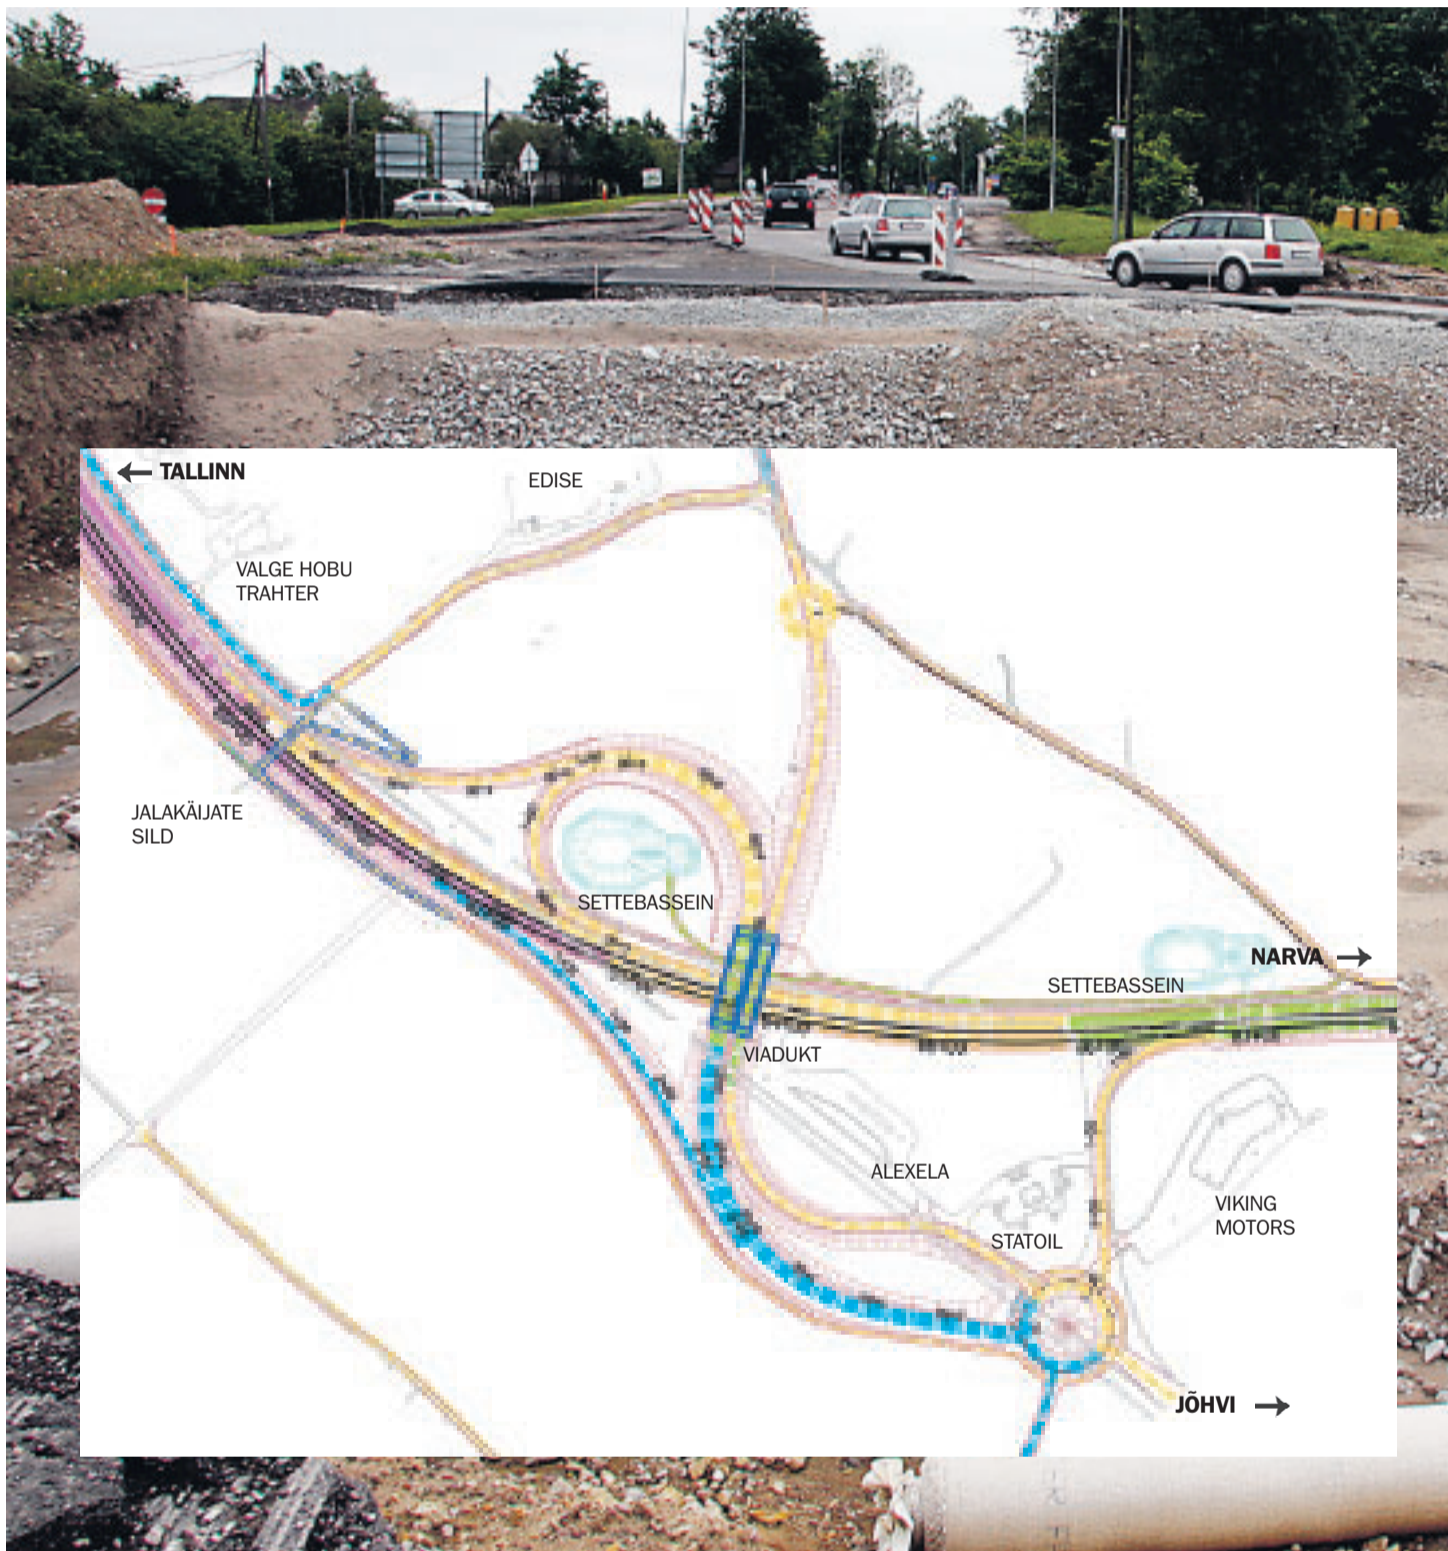 ← TALLINN
EDISE
VALGE HOBU
TRAHTER
JALAKÄIJATE
SILD
SETTEBASSEIN
NARVA →
SETTEBASSEIN
VIADUKT
ALEXELA
VIKING
MOTORS
STATOIL
JÕHVI →